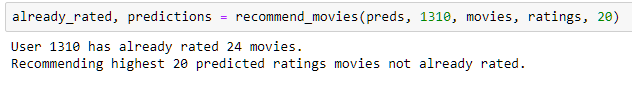 already_rated, predictions = recommend_movies(preds, 1310, movies, ratings, 20)
User 1310 has already rated 24 movies.
Recommending highest 20 predicted ratings movies not already rated.